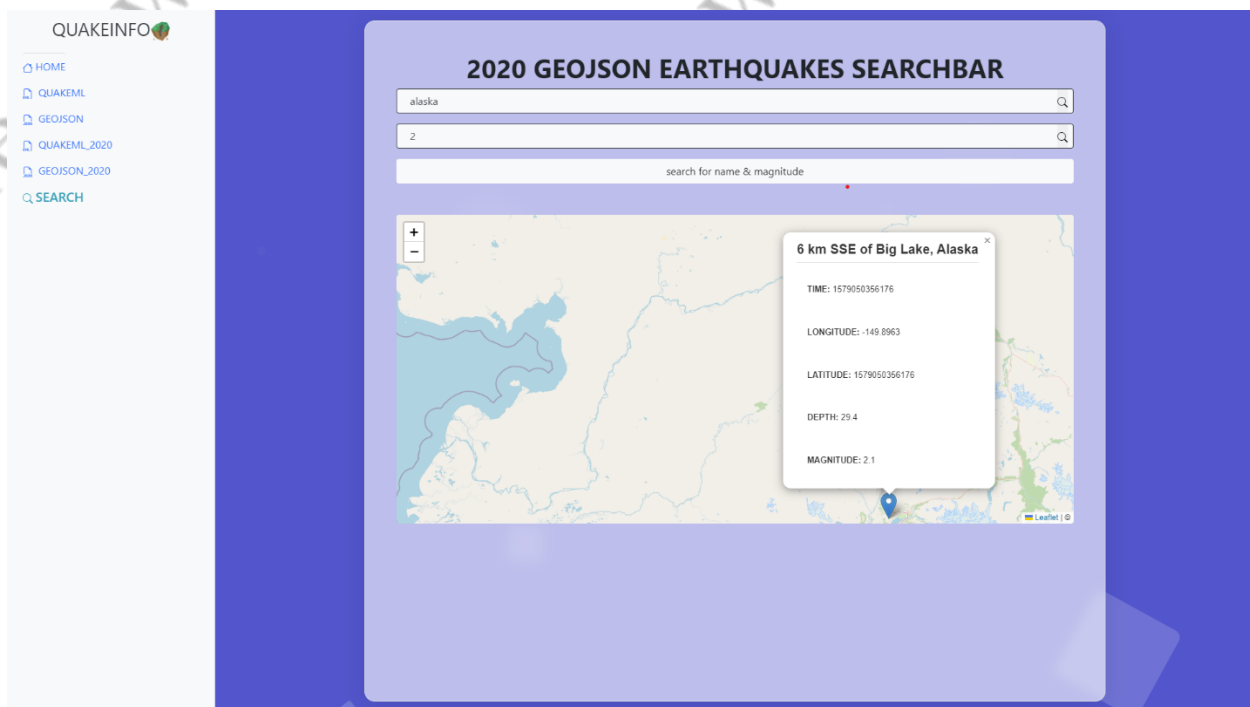 QUAKEINFO
HOME
QUAKEML
GEOJSON
QUAKEML_2020
GEOJSON_2020
SEARCH
2020 GEOJSON EARTHQUAKES SEARCHBAR
alaska
2
search for name & magnitude
+
−
6 km SSE of Big Lake, Alaska
×
TIME: 1579050356176
LONGITUDE: -149.8963
LATITUDE: 1579050356176
DEPTH: 29.4
MAGNITUDE: 2.1
Leaflet | ©